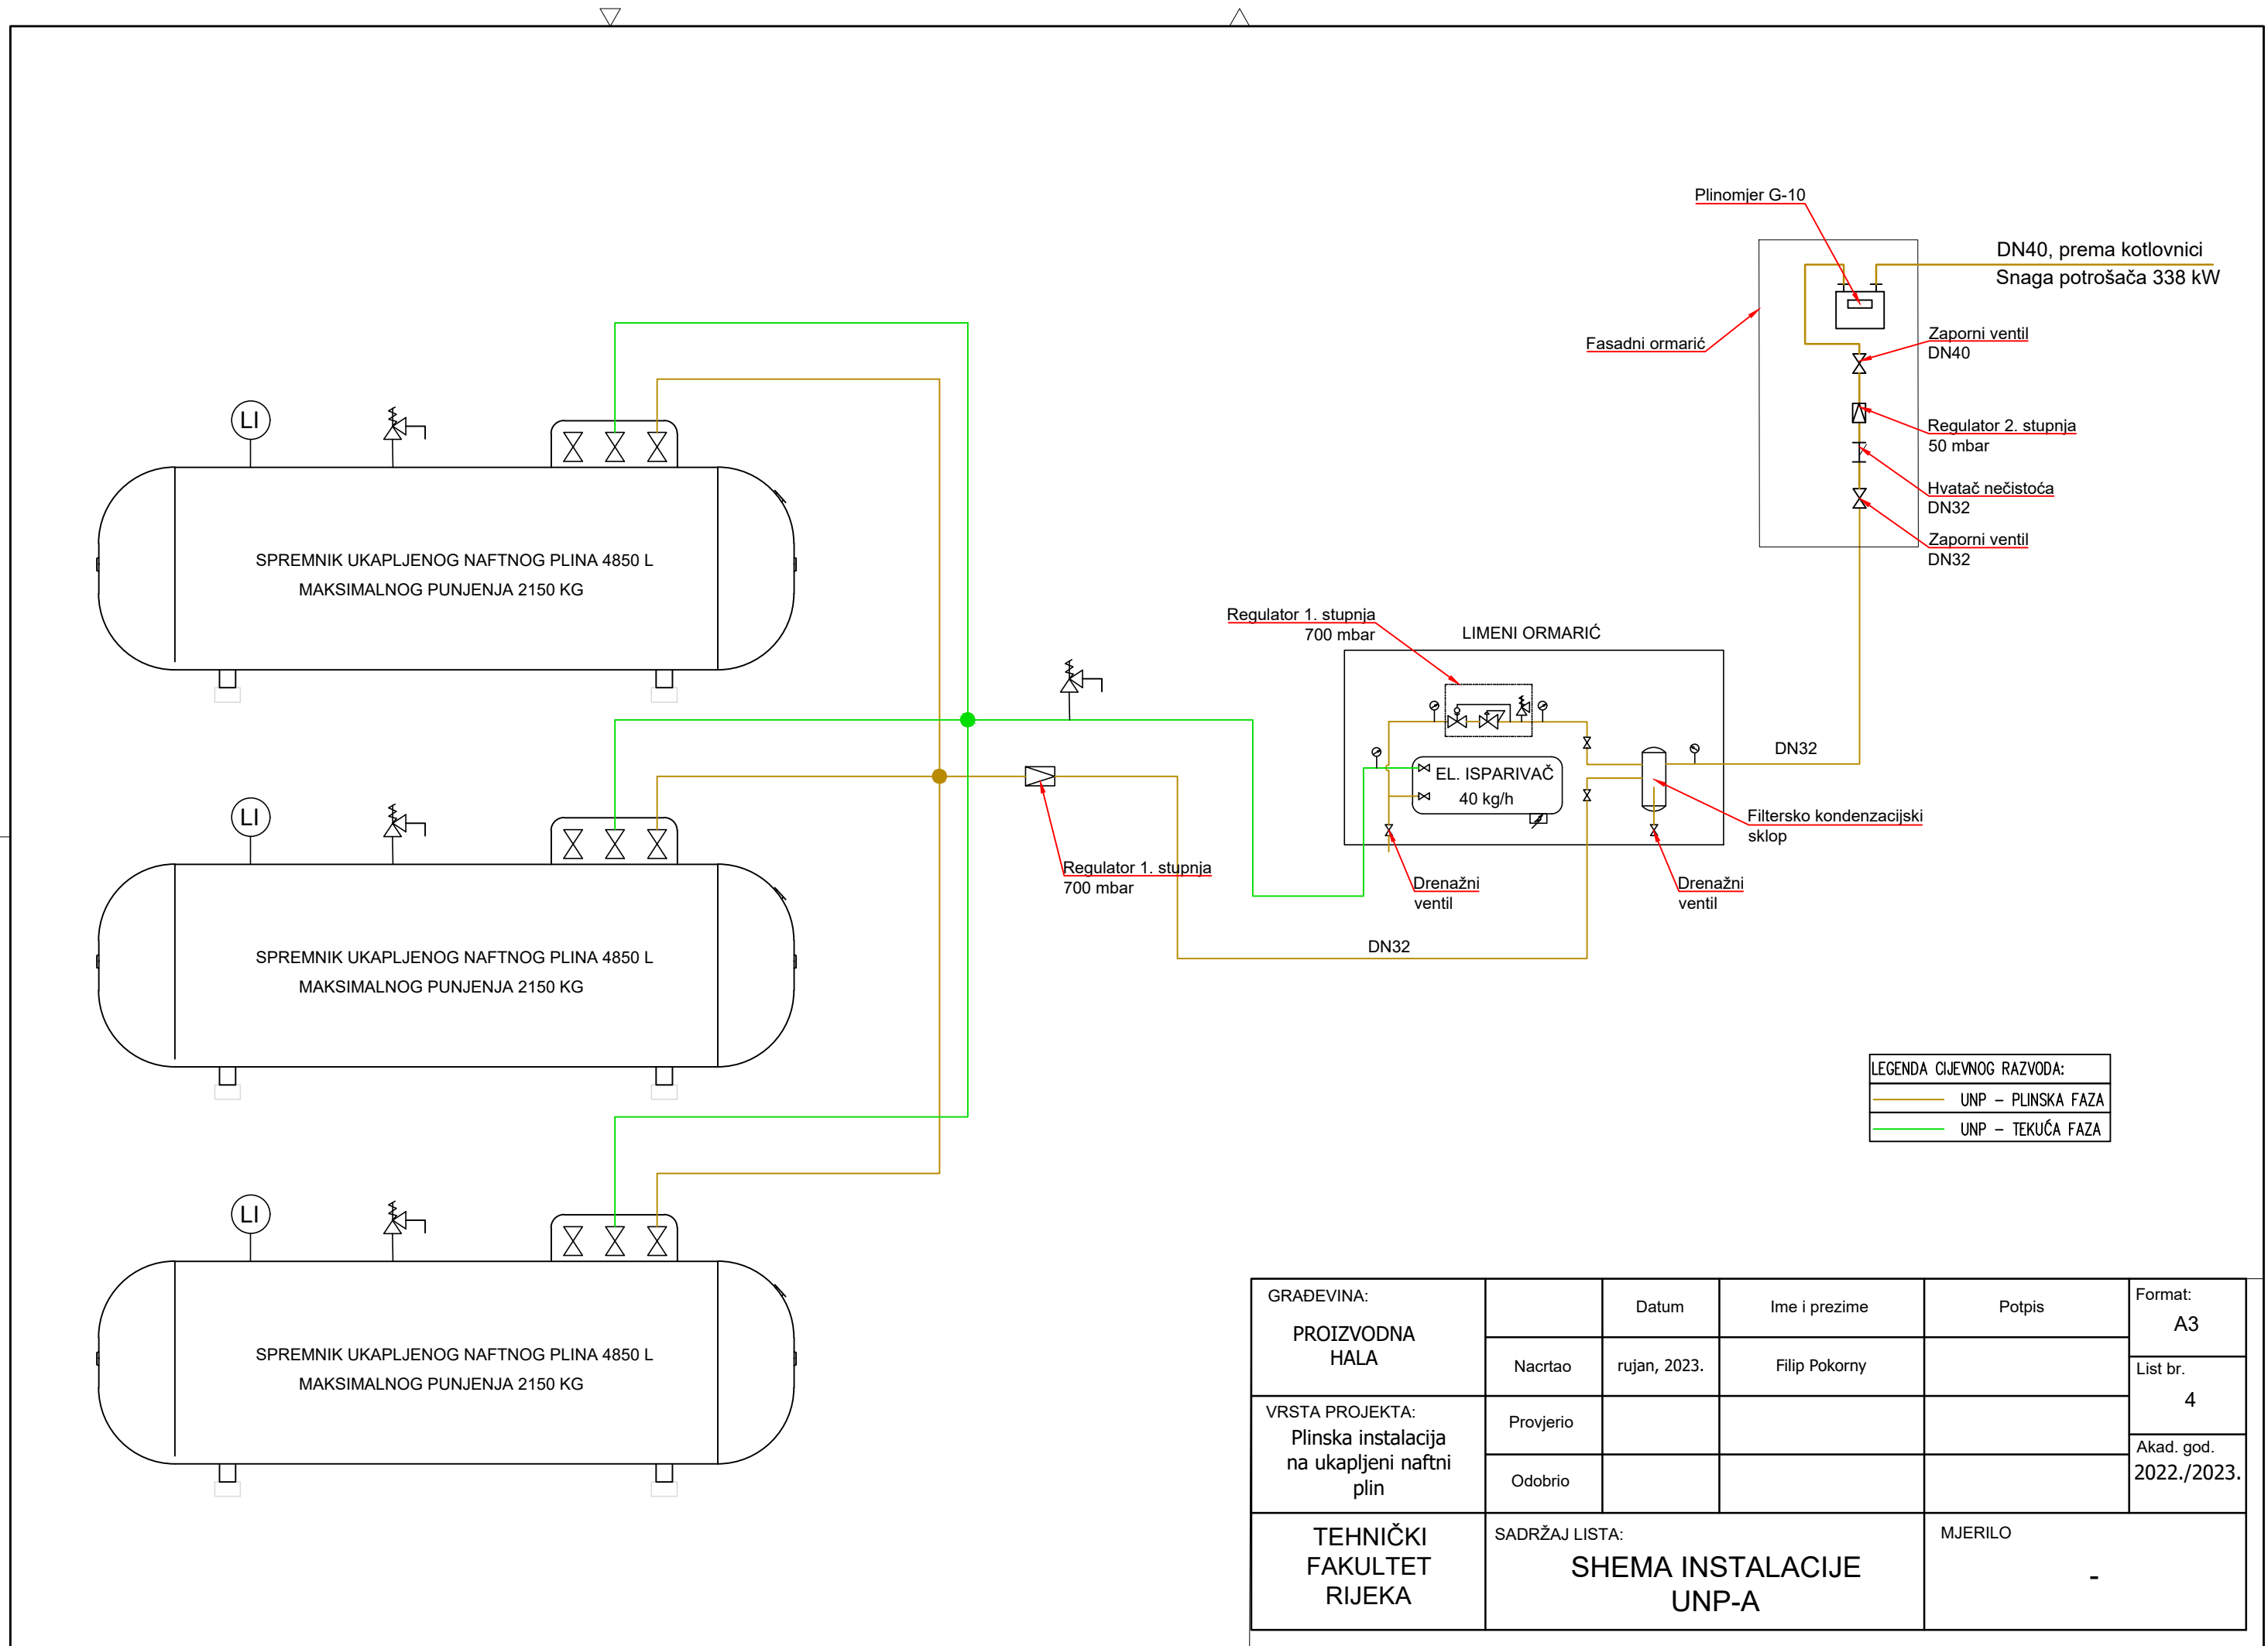 Plinomjer G-10
DN40, prema kotlovnici
Snaga potrošača 338 kW
Fasadni ormarić
Zaporni ventil
DN40
Regulator 2. stupnja
50 mbar
Hvatač nečistoća
DN32
Zaporni ventil
DN32
LI
SPREMNIK UKAPLJENOG NAFTNOG PLINA 4850 L
MAKSIMALNOG PUNJENJA 2150 KG
Regulator 1. stupnja
700 mbar
LIMENI ORMARIĆ
EL. ISPARIVAČ
40 kg/h
DN32
Filtersko kondenzacijski
sklop
Drenažni
ventil
Drenažni
ventil
Regulator 1. stupnja
700 mbar
DN32
LI
SPREMNIK UKAPLJENOG NAFTNOG PLINA 4850 L
MAKSIMALNOG PUNJENJA 2150 KG
LEGENDA CIJEVNOG RAZVODA:
UNP - PLINSKA FAZA
UNP - TEKUĆA FAZA
LI
SPREMNIK UKAPLJENOG NAFTNOG PLINA 4850 L
MAKSIMALNOG PUNJENJA 2150 KG
GRAĐEVINA:
PROIZVODNA
HALA
Datum
Ime i prezime
Potpis
Format:
A3
Nacrtao
rujan, 2023.
Filip Pokorny
List br.
4
VRSTA PROJEKTA:
Plinska instalacija
na ukapljeni naftni
plin
Provjerio
Odobrio
Akad. god.
2022./2023.
TEHNIČKI
FAKULTET
RIJEKA
SADRŽAJ LISTA:
SHEMA INSTALACIJE
UNP-A
MJERILO
-